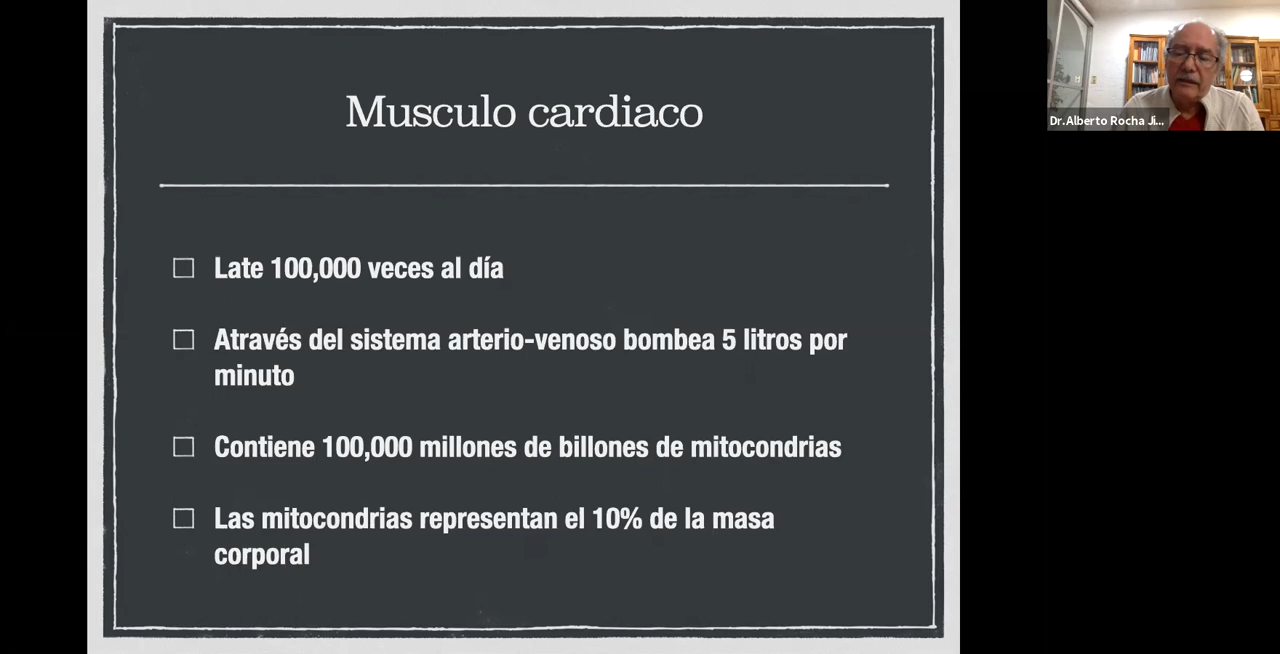 Musculo cardiaco
Late 100,000 veces al día
Através del sistema arterio-venoso bombea 5 litros por
minuto
Contiene 100,000 millones de billones de mitocondrias
Las mitocondrias representan el 10% de la masa
corporal
Dr.Alberto Rocha Ji...